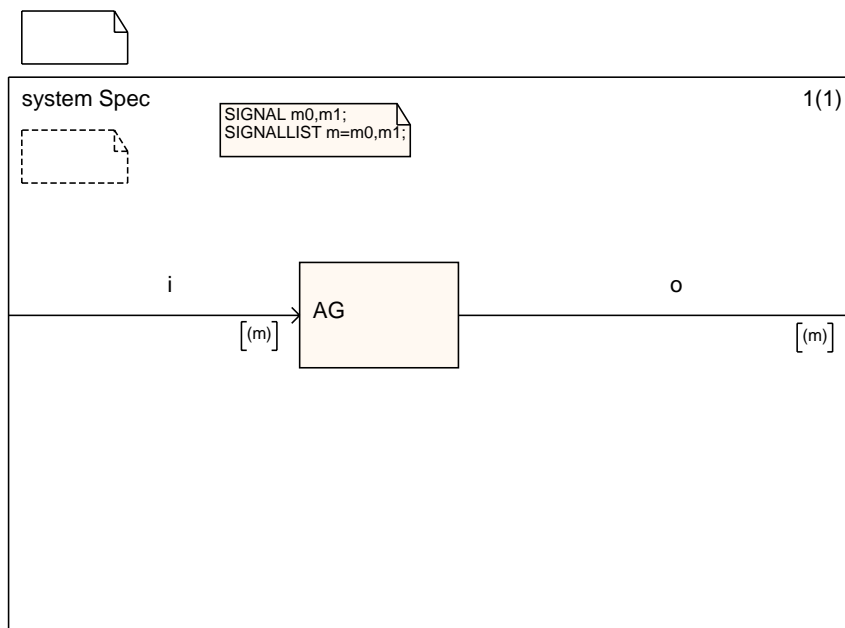 system Spec
1(1)
SIGNAL m0,m1;
SIGNALLIST m=m0,m1;
i
o
AG
[(m)]
[(m)]